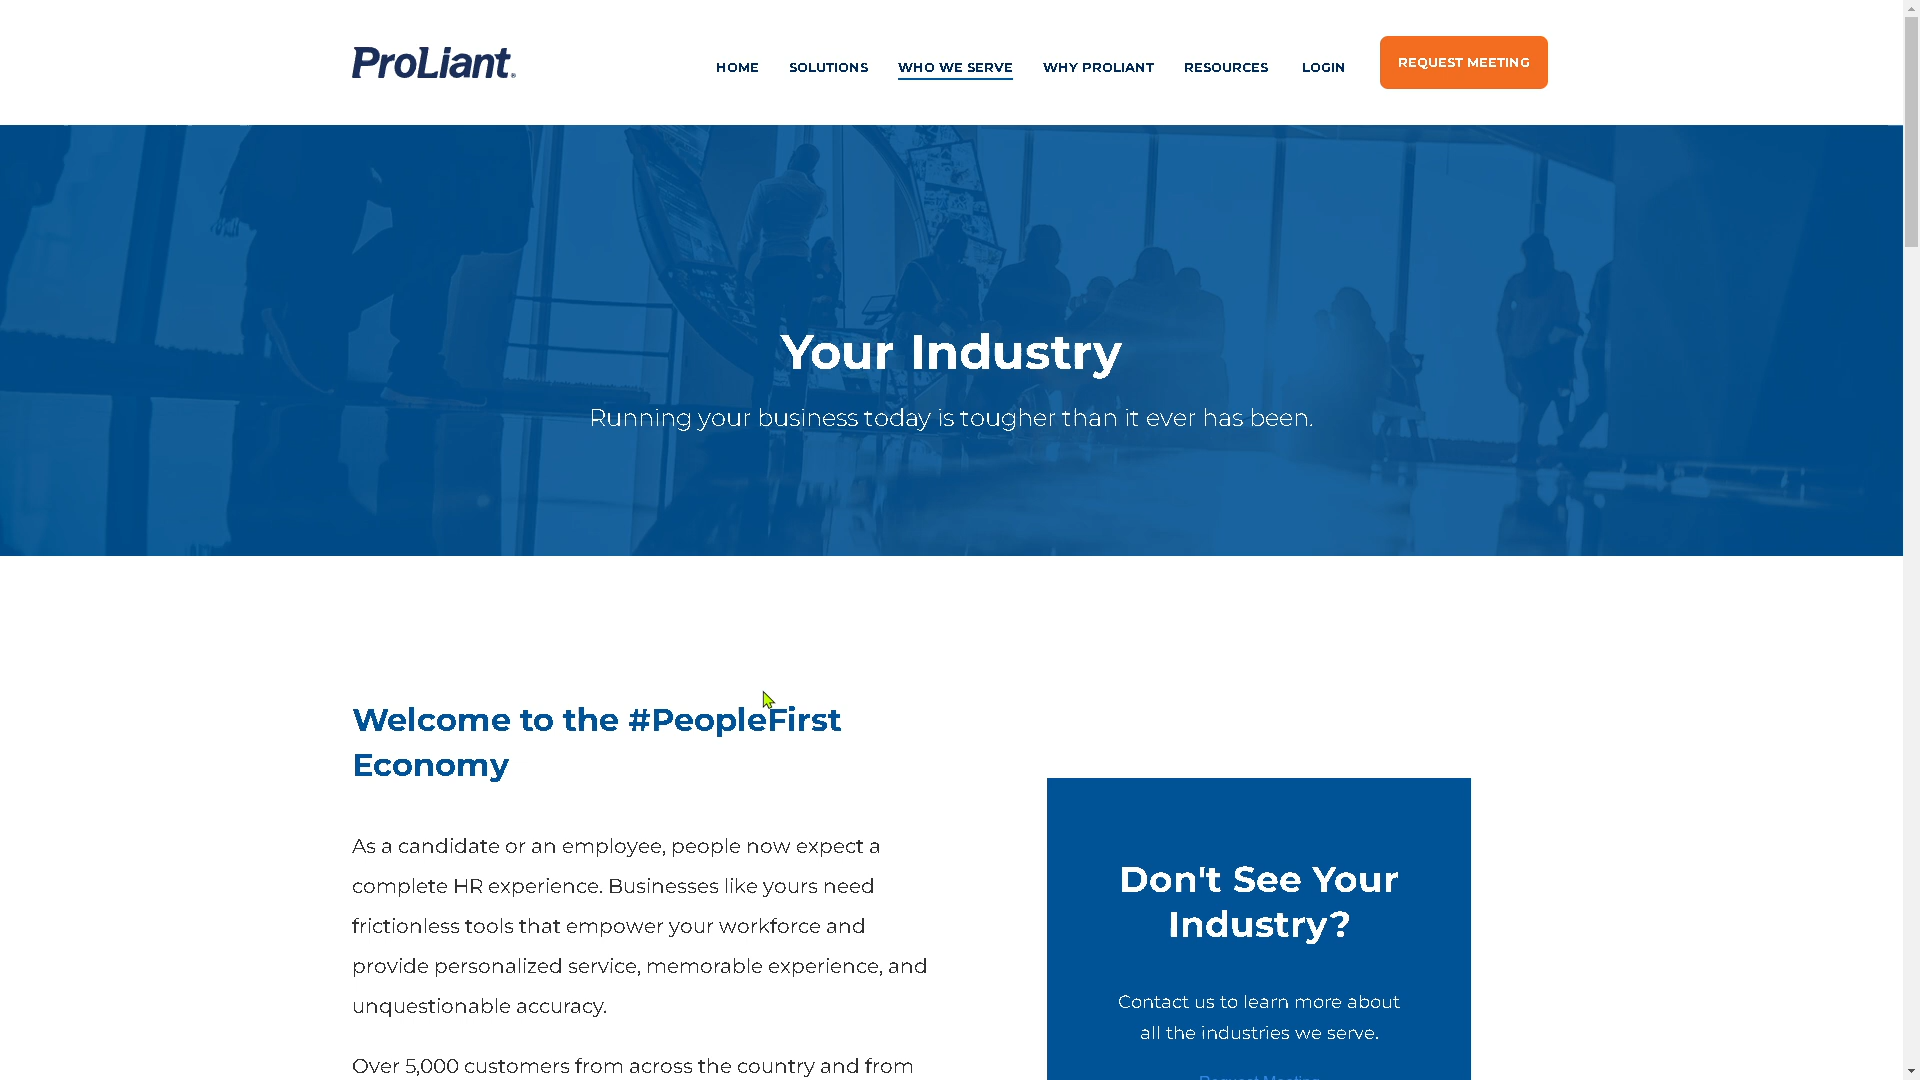 ProLiant
HOME SOLUTIONS WHO WE SERVE WHY PROLIANT RESOURCES LOGIN REQUEST MEETING
Your Industry
Running your business today is tougher than it ever has been.
Welcome to the #PeopleFirst
Economy
As a candidate or an employee, people now expect a
complete HR experience. Businesses like yours need
frictionless tools that empower your workforce and
provide personalized service, memorable experience, and
unquestionable accuracy.
Over 5,000 customers from across the country and from
Don't See Your
Industry?
Contact us to learn more about
all the industries we serve.
Request Meeting